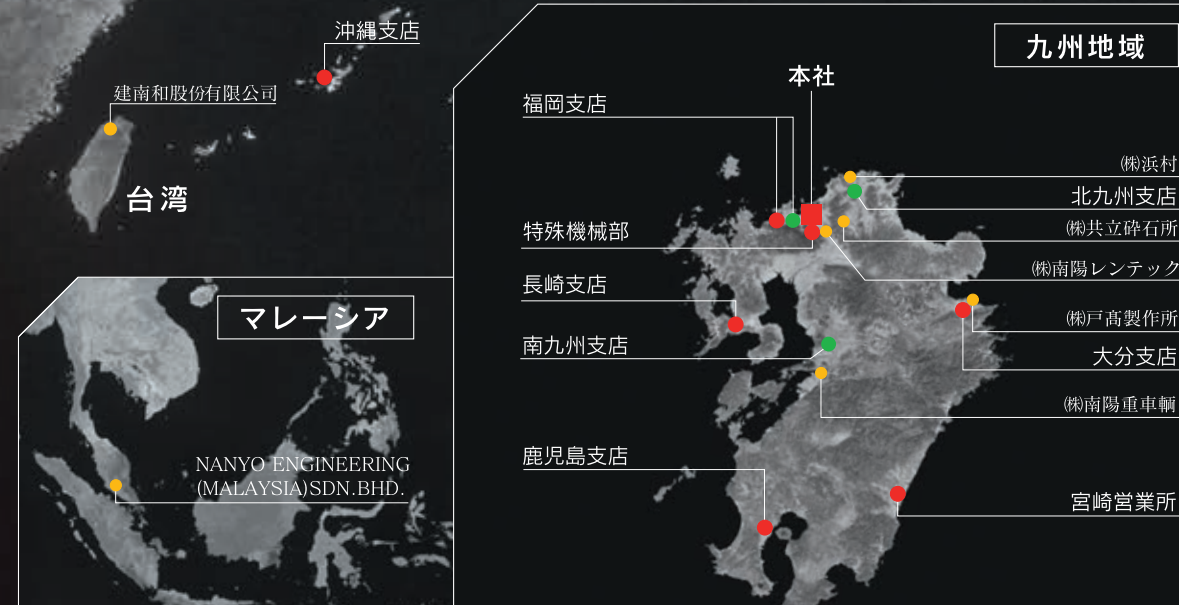 沖縄支店
建南和股份有限公司
台湾
マレーシア
NANYO ENGINEERING
(MALAYSIA)SDN.BHD.
九州地域
本社
福岡支店
特殊機械部
長崎支店
南九州支店
鹿児島支店
㈱浜村
北九州支店
㈱共立砕石所
㈱南陽レンテック
㈱戸髙製作所
大分支店
㈱南陽重車輌
宮崎営業所